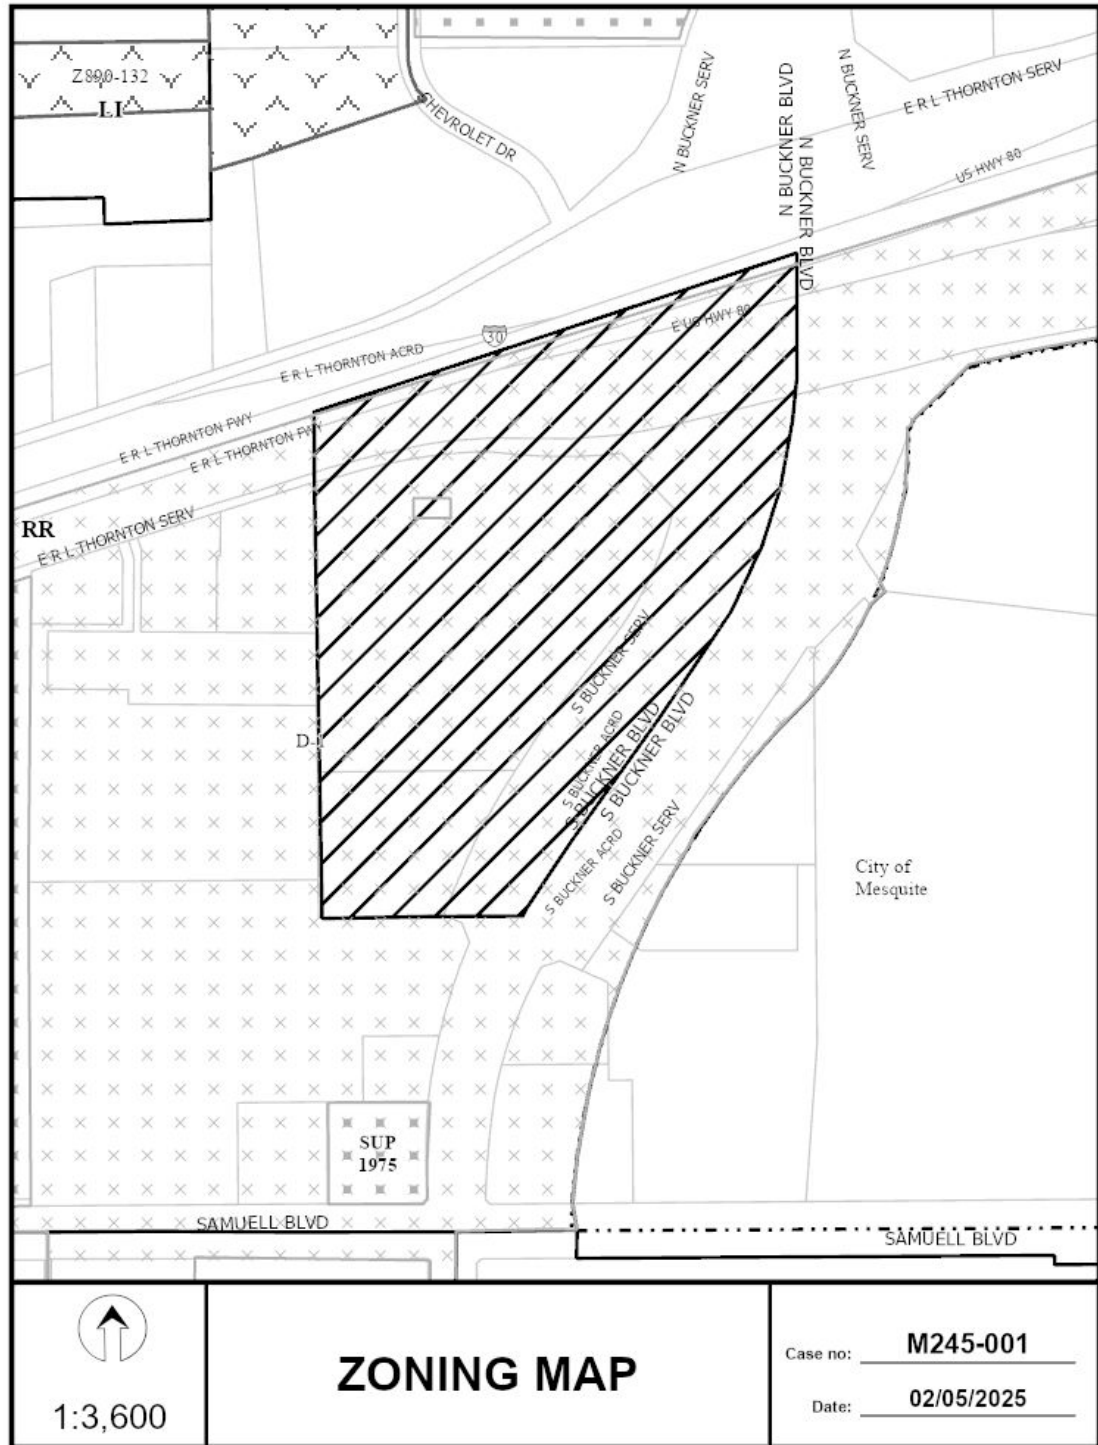 Z890-132
LI
CHEVROLET DR
N BUCKNER SERV
N BUCKNER BLVD
N BUCKNER BLVD
N BUCKNER SERV
E R L THORNTON SERV
US HWY 80
E US HWY 80
30
E R L THORNTON ACRD
E R L THORNTON FWY
E R L THORNTON FWY
RR
E R L THORNTON SERV
S BUCKNER SERV
D-1
S BUCKNER ACRD
S BUCKNER BLVD
S BUCKNER BLVD
S BUCKNER ACRD
S BUCKNER SERV
City of
Mesquite
SUP
1975
SAMUELL BLVD
SAMUELL BLVD
1:3,600
ZONING MAP
Case no: M245-001
Date: 02/05/2025